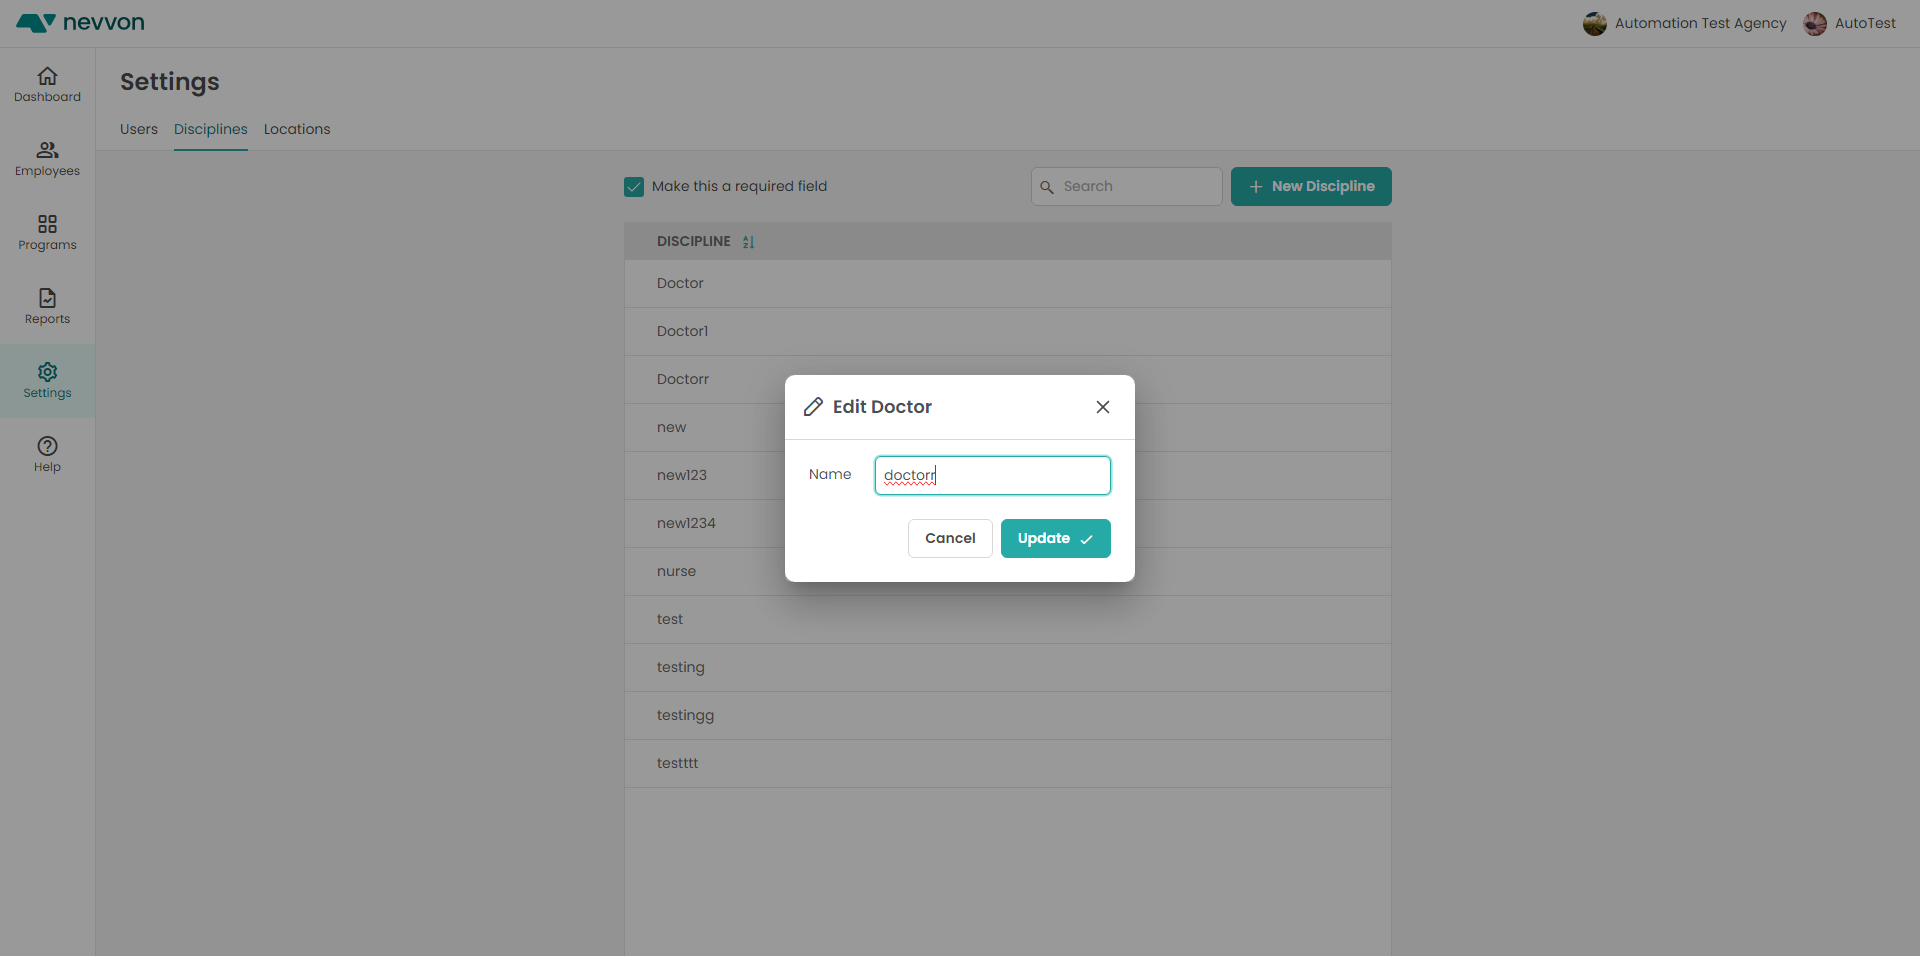 nevvon
Automation Test Agency
AutoTest
Dashboard
Employees
Programs
Reports
Settings
Help
Settings
Users
Disciplines
Locations
Make this a required field
Search
New Discipline
DISCIPLINE
Doctor
Doctor1
Doctorr
new
new123
new1234
nurse
test
testing
testingg
testttt
Edit Doctor
Name
doctorr
Cancel
Update